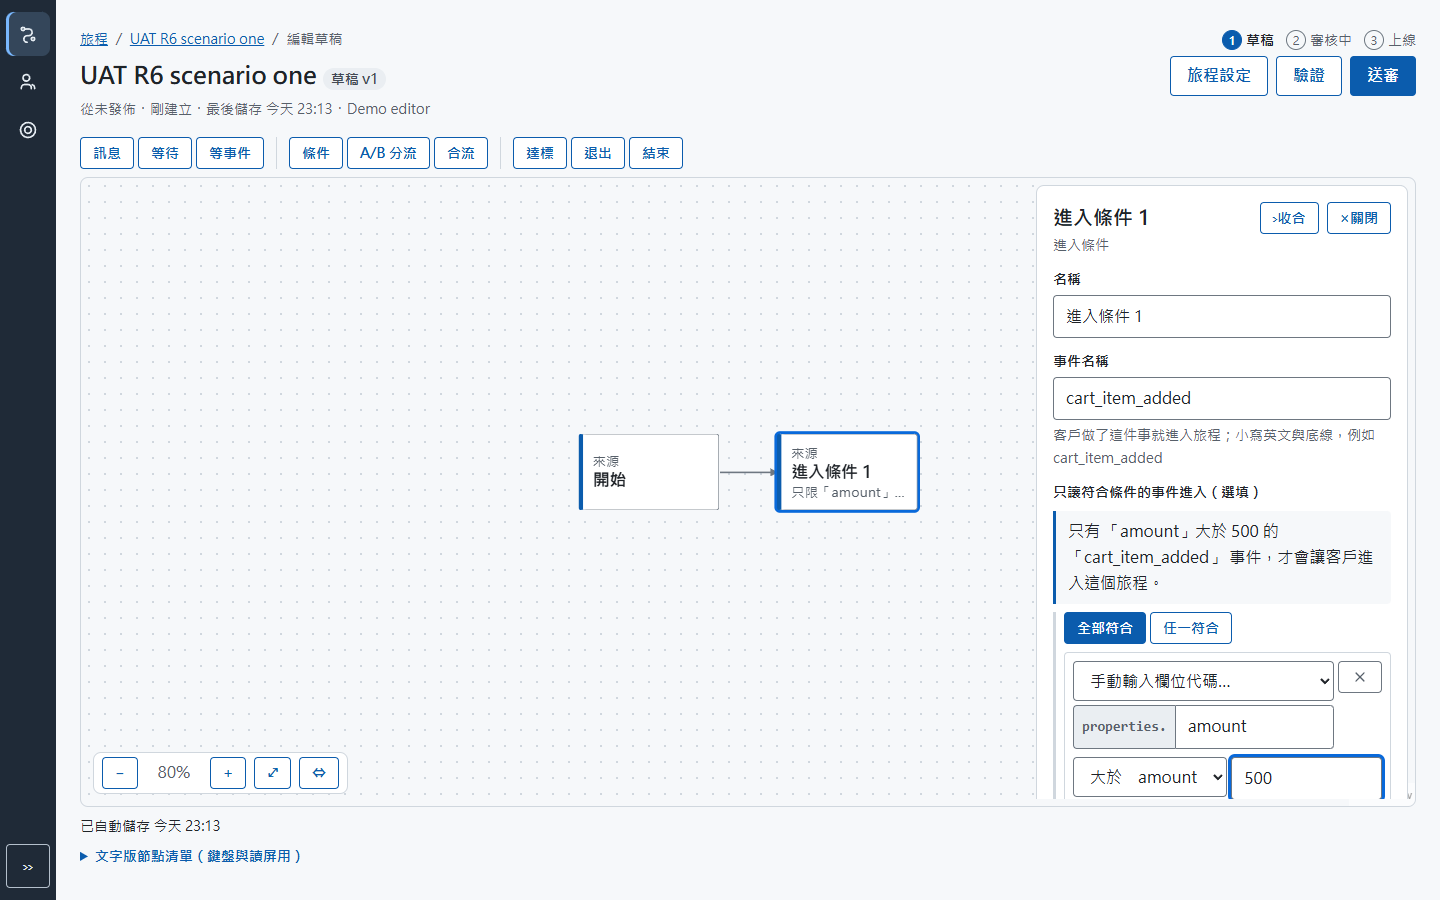 旅程 / UAT R6 scenario one / 編輯草稿
1 草稿 2 審核中 3 上線
UAT R6 scenario one 草稿 v1
旅程設定 驗證 送審
從未發佈 · 剛建立 · 最後儲存 今天 23:13 · Demo editor
訊息 等待 等事件 條件 A/B 分流 合流 達標 退出 結束
進入條件 1
›收合 ×關閉
進入條件
名稱
進入條件 1
事件名稱
cart_item_added
客戶做了這件事就進入旅程；小寫英文與底線，例如
cart_item_added
只讓符合條件的事件進入（選填）
只有「amount」大於 500 的
「cart_item_added」 事件，才會讓客戶進
入這個旅程。
全部符合 任一符合
手動輸入欄位代碼... ×
properties. amount
大於 amount 500
來源
開始
來源
進入條件 1
只限「amount」...
− 80% +
已自動儲存 今天 23:13
文字版節點清單（鍵盤與讀屏用）
»